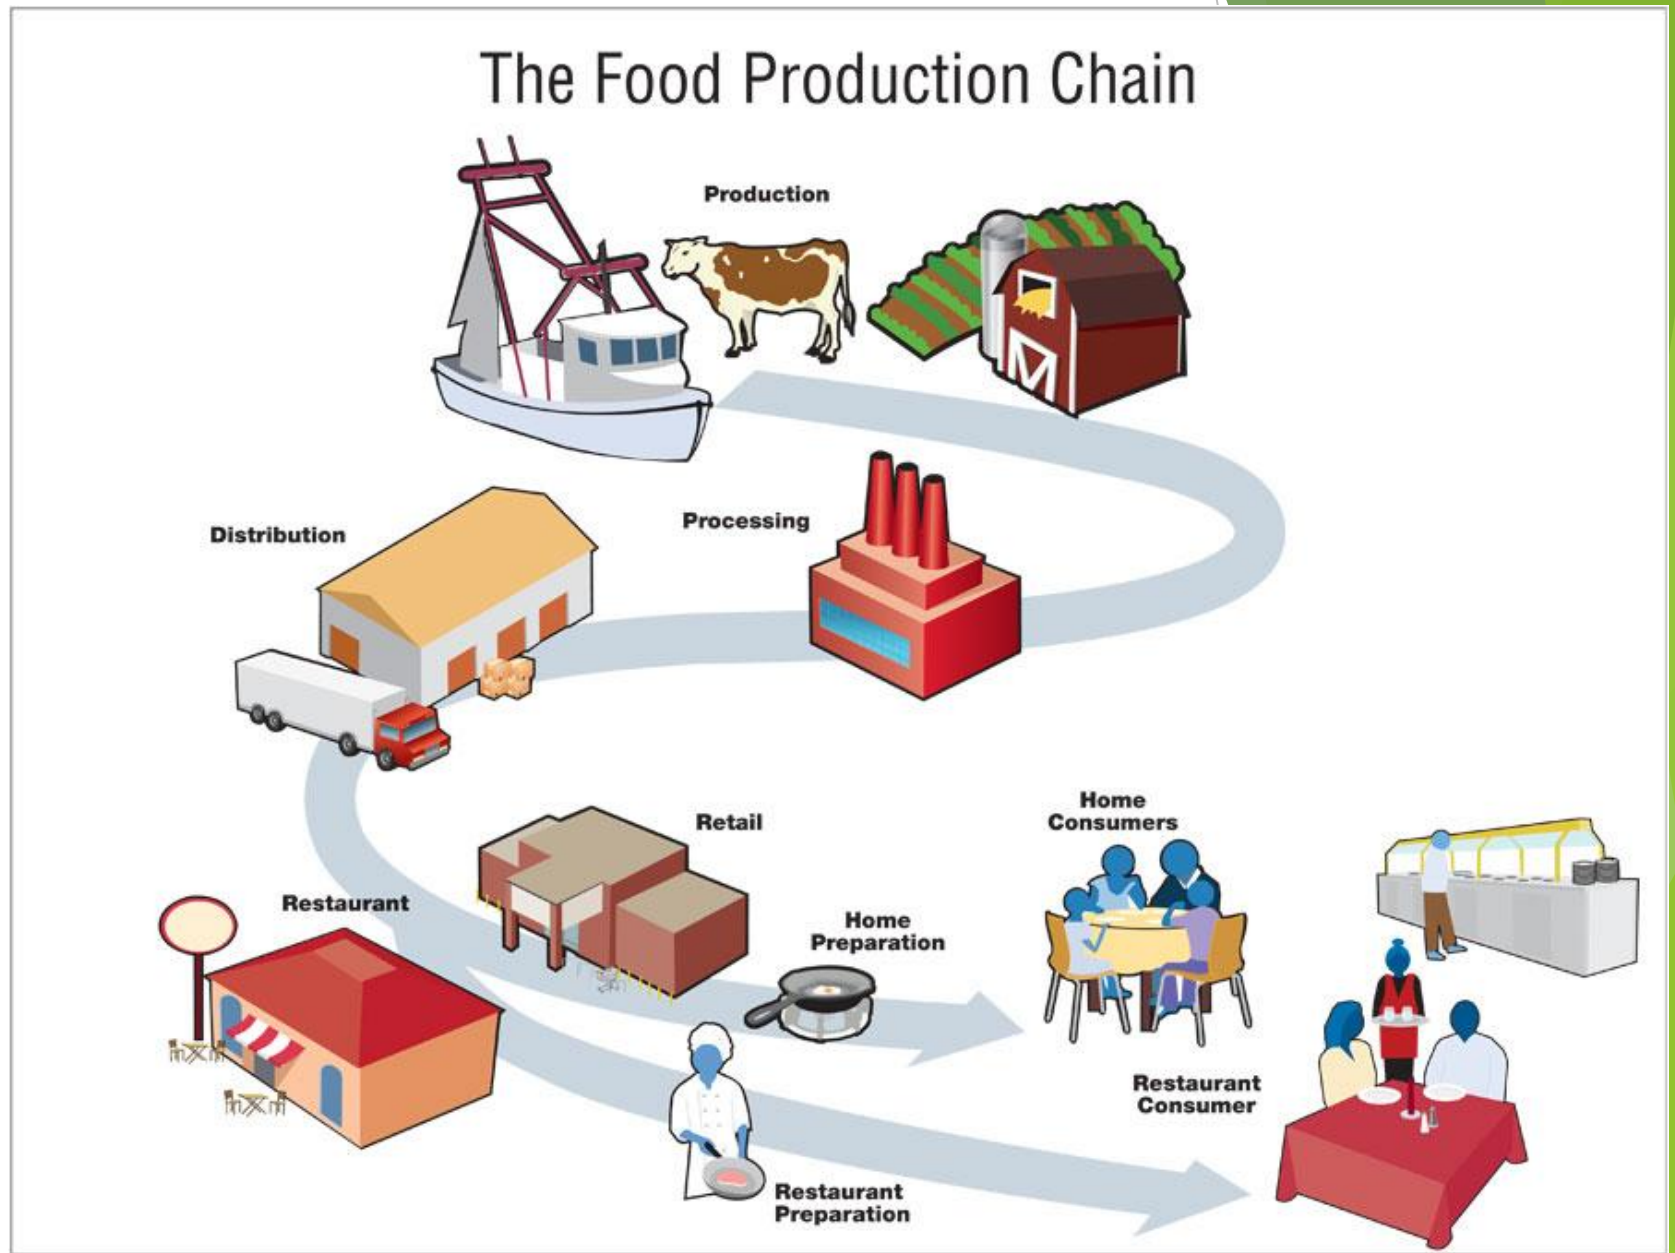 The Food Production Chain
Production
Processing
Distribution
Retail
Home
Consumers
Restaurant
Home
Preparation
Restaurant
Consumer
Restaurant
Preparation